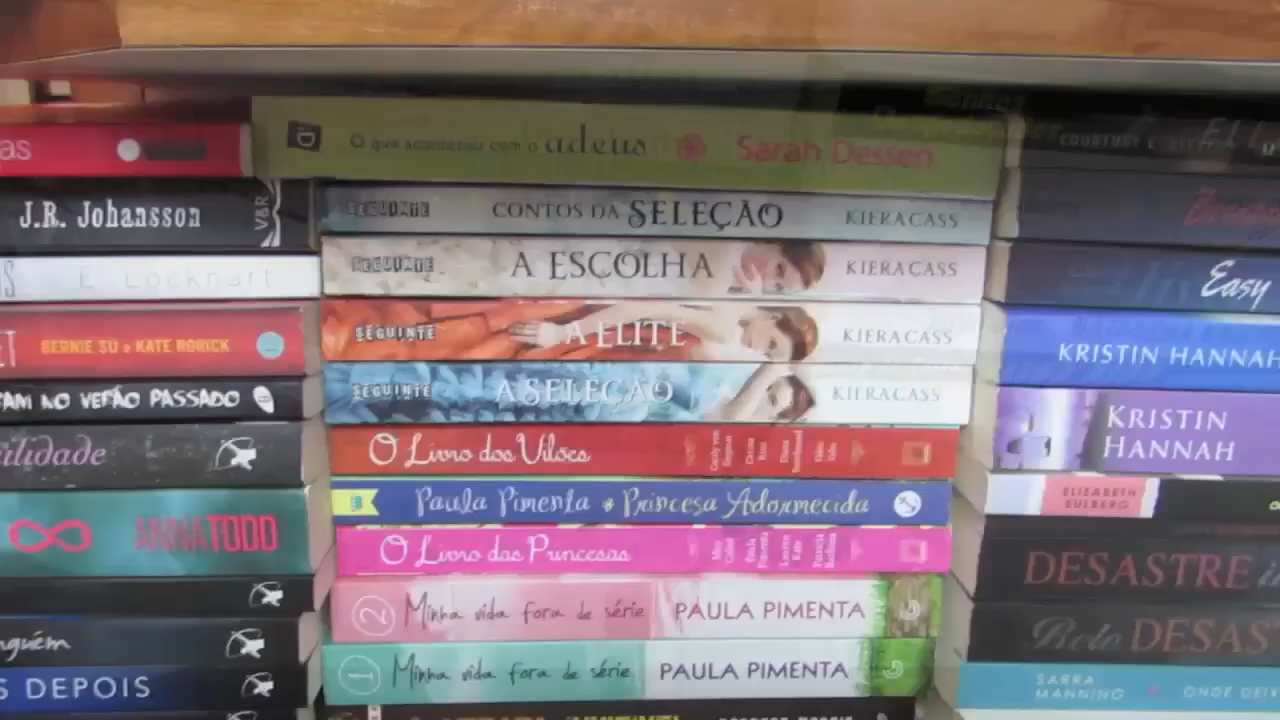 as
J.R. Johansson V&R
E. Lockhart
BERNIE SU e KATE RORICK
NO VERÃO PASSADO
ilidade
ANNA TODD
nguém
S DEPOIS
iD O que aconteceu com o adeus Sarah Dessen
SEGUINTE CONTOS DA SELEÇÃO KIERA CASS
SEGUINTE A ESCOLHA KIERA CASS
SEGUINTE A ELITE KIERA CASS
SEGUINTE A SELEÇÃO KIERA CASS
O Livro dos Vilões
Paula Pimenta Princesa Adormecida
O Livro das Princesas
2 Minha vida fora de série PAULA PIMENTA
1 Minha vida fora de série PAULA PIMENTA
Easy
KRISTIN HANNAH
KRISTIN
HANNAH
ELIZABETH
EULBERG
DESASTRE
Belo DESAS
SARRA
MANNING ONDE DEIX